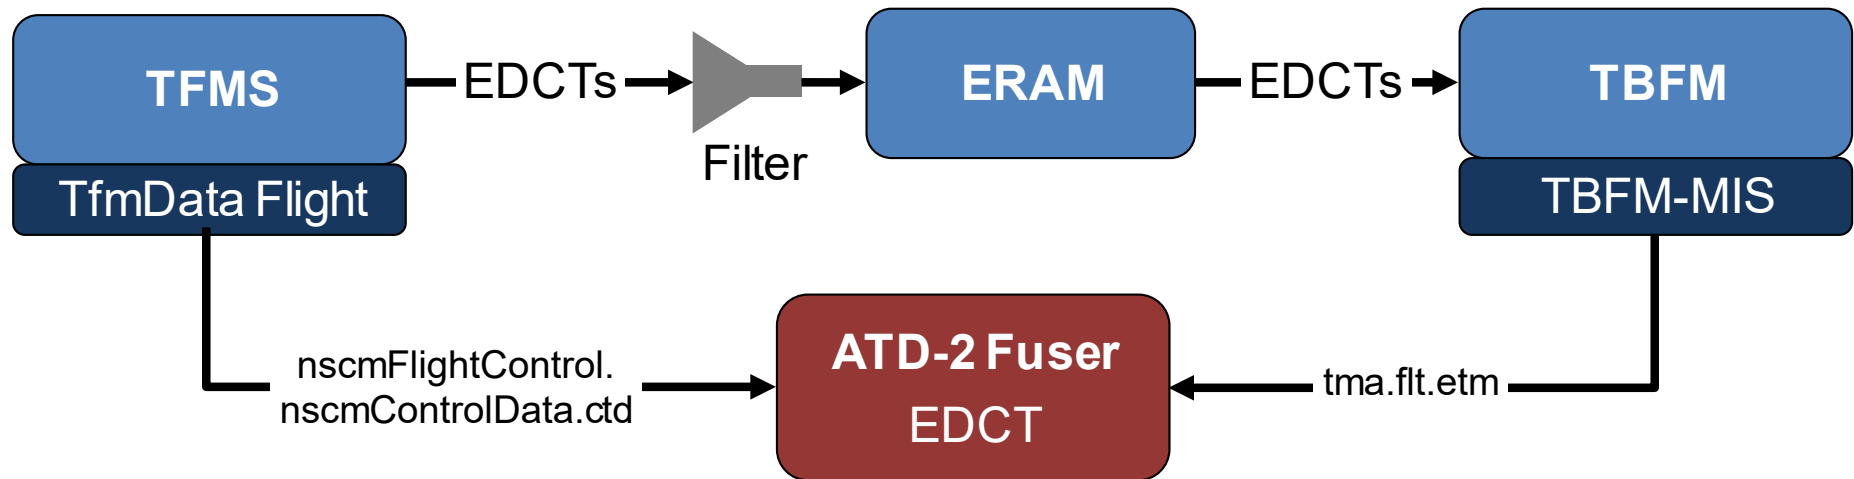 TFMS
EDCTs
Filter
ERAM
EDCTs
TBFM
TfmData Flight
TBFM-MIS
nscmFlightControl.
nscmControlData.ctd
ATD-2 Fuser
EDCT
tma.flt.etm